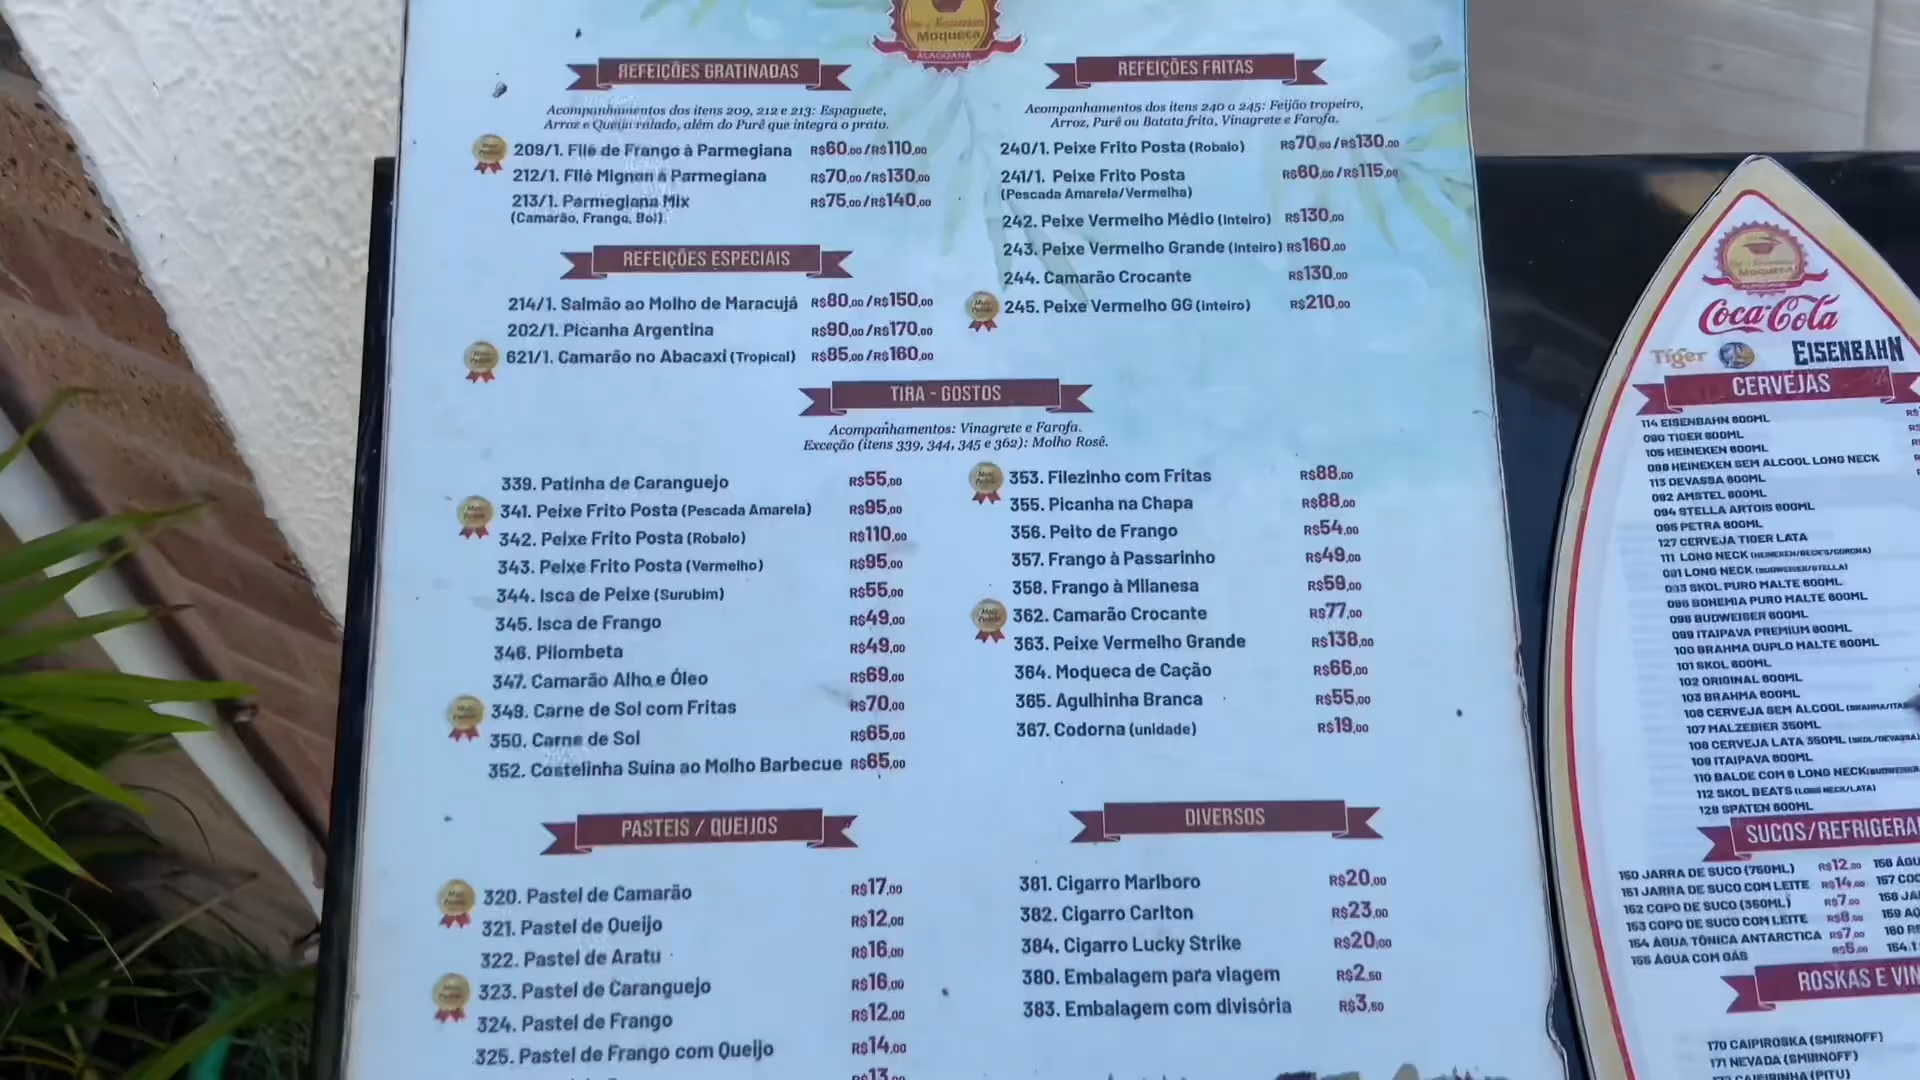 Moqueca
ALAGOANA
REFEIÇÕES GRATINADAS
Acompanhamentos dos itens 209, 212 e 213: Espaguete,
Arroz e Queijo ralado, além do Purê que integra o prato.
209/1. Filé de Frango à Parmegiana R$60,00/R$110,00
212/1. Filé Mignon à Parmegiana R$70,00/R$130,00
213/1. Parmegiana Mix R$75,00/R$140,00
(Camarão, Frango, Boi)
REFEIÇÕES ESPECIAIS
214/1. Salmão ao Molho de Maracujá R$80,00/R$150,00
202/1. Picanha Argentina R$90,00/R$170,00
621/1. Camarão no Abacaxi (Tropical) R$85,00/R$160,00
REFEIÇÕES FRITAS
Acompanhamentos dos itens 240 a 245: Feijão tropeiro,
Arroz, Purê ou Batata frita, Vinagrete e Farofa.
240/1. Peixe Frito Posta (Robalo) R$70,00/R$130,00
241/1. Peixe Frito Posta R$60,00/R$115,00
(Pescada Amarela/Vermelha)
242. Peixe Vermelho Médio (Inteiro) R$130,00
243. Peixe Vermelho Grande (Inteiro) R$160,00
244. Camarão Crocante R$130,00
245. Peixe Vermelho GG (Inteiro) R$210,00
TIRA - GOSTOS
Acompanhamentos: Vinagrete e Farofa.
Exceção (itens 339, 344, 345 e 362): Molho Rosê.
339. Patinha de Caranguejo R$55,00
341. Peixe Frito Posta (Pescada Amarela) R$95,00
342. Peixe Frito Posta (Robalo) R$110,00
343. Peixe Frito Posta (Vermelho) R$95,00
344. Isca de Peixe (Surubim) R$55,00
345. Isca de Frango R$49,00
346. Pilombeta R$49,00
347. Camarão Alho e Óleo R$69,00
349. Carne de Sol com Fritas R$70,00
350. Carne de Sol R$65,00
352. Costelinha Suína ao Molho Barbecue R$65,00
353. Filezinho com Fritas R$88,00
355. Picanha na Chapa R$88,00
356. Peito de Frango R$54,00
357. Frango à Passarinho R$49,00
358. Frango à Milanesa R$59,00
362. Camarão Crocante R$77,00
363. Peixe Vermelho Grande R$138,00
364. Moqueca de Cação R$66,00
365. Agulhinha Branca R$55,00
367. Codorna (unidade) R$19,00
PASTEIS / QUEIJOS
320. Pastel de Camarão R$17,00
321. Pastel de Queijo R$12,00
322. Pastel de Aratu R$16,00
323. Pastel de Caranguejo R$16,00
324. Pastel de Frango R$12,00
325. Pastel de Frango com Queijo R$14,00
R$13,00
DIVERSOS
381. Cigarro Marlboro R$20,00
382. Cigarro Carlton R$23,00
384. Cigarro Lucky Strike R$20,00
380. Embalagem para viagem R$2,50
383. Embalagem com divisória R$3,50
MOQUECA
Coca-Cola
Tiger EISENBAHN
CERVEJAS
114 EISENBAHN 600ML
090 TIGER 600ML
105 HEINEKEN 600ML
088 HEINEKEN SEM ALCOOL LONG NECK
113 DEVASSA 600ML
092 AMSTEL 600ML
094 STELLA ARTOIS 600ML
095 PETRA 600ML
127 CERVEJA TIGER LATA
111 LONG NECK (HEINEKEN/BECK'S/CORONA)
091 LONG NECK (BUDWEISER/STELLA)
093 SKOL PURO MALTE 600ML
096 BOHEMIA PURO MALTE 600ML
098 BUDWEISER 600ML
099 ITAIPAVA PREMIUM 600ML
100 BRAHMA DUPLO MALTE 600ML
101 SKOL 600ML
102 ORIGINAL 600ML
103 BRAHMA 600ML
108 CERVEJA SEM ALCOOL
107 MALZEBIER 350ML
108 CERVEJA LATA 350ML (SKOL/DEVASSA)
109 ITAIPAVA 600ML
110 BALDE COM 6 LONG NECK
112 SKOL BEATS (LONG NECK/LATA)
128 SPATEN 600ML
SUCOS/REFRIGERA
150 JARRA DE SUCO (750ML) R$12,00
151 JARRA DE SUCO COM LEITE R$14,00
152 COPO DE SUCO (350ML) R$7,00
153 COPO DE SUCO COM LEITE R$8,00
154 ÁGUA TÔNICA ANTARCTICA R$7,00
155 ÁGUA COM GÁS R$5,00
ROSKAS E VIN
170 CAIPIROSKA (SMIRNOFF)
171 NEVADA (SMIRNOFF)
CAIPIRINHA (PITU)